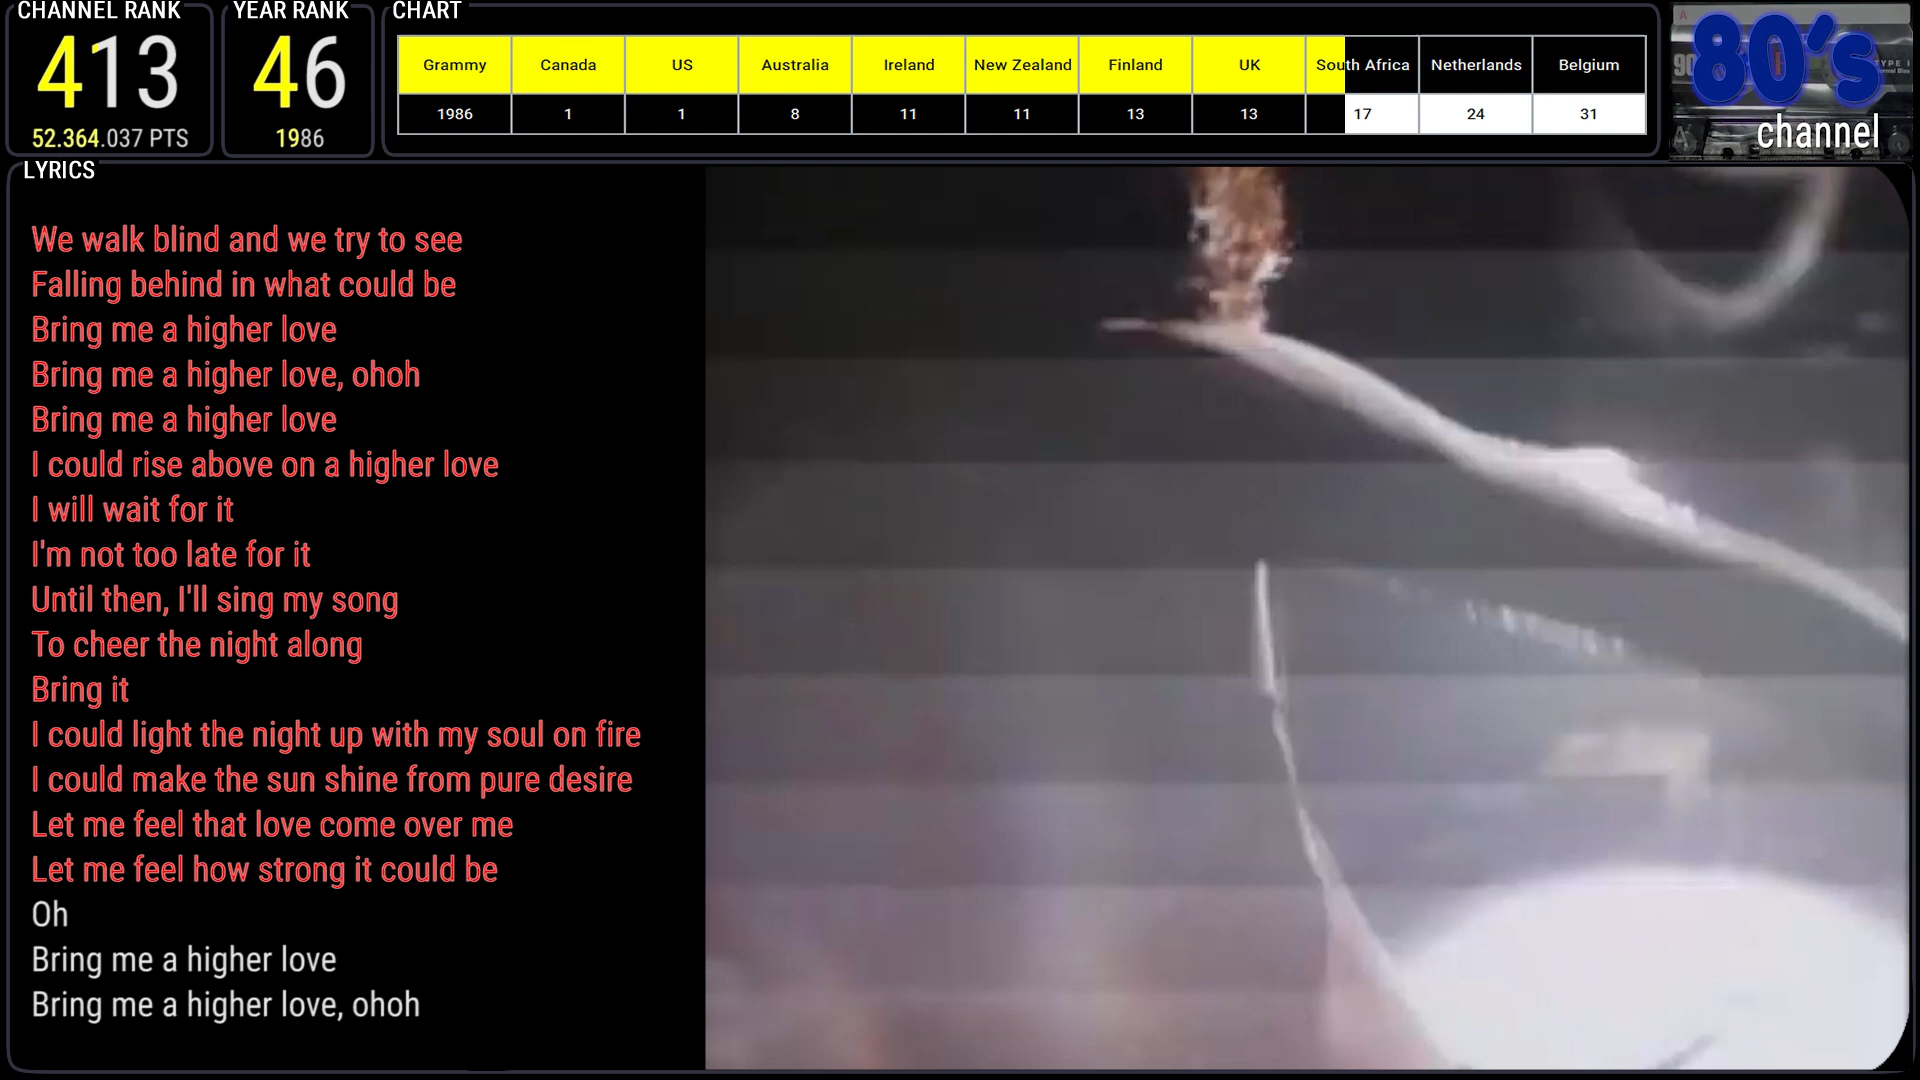 CHANNEL RANK
413
52.364.037 PTS
YEAR RANK
46
1986
CHART
Grammy Canada US Australia Ireland New Zealand Finland UK South Africa Netherlands Belgium
1986 1 1 8 11 11 13 13 17 24 31
A
90
TYPE I
80's
channel
LYRICS
We walk blind and we try to see
Falling behind in what could be
Bring me a higher love
Bring me a higher love, ohoh
Bring me a higher love
I could rise above on a higher love
I will wait for it
I'm not too late for it
Until then, I'll sing my song
To cheer the night along
Bring it
I could light the night up with my soul on fire
I could make the sun shine from pure desire
Let me feel that love come over me
Let me feel how strong it could be
Oh
Bring me a higher love
Bring me a higher love, ohoh